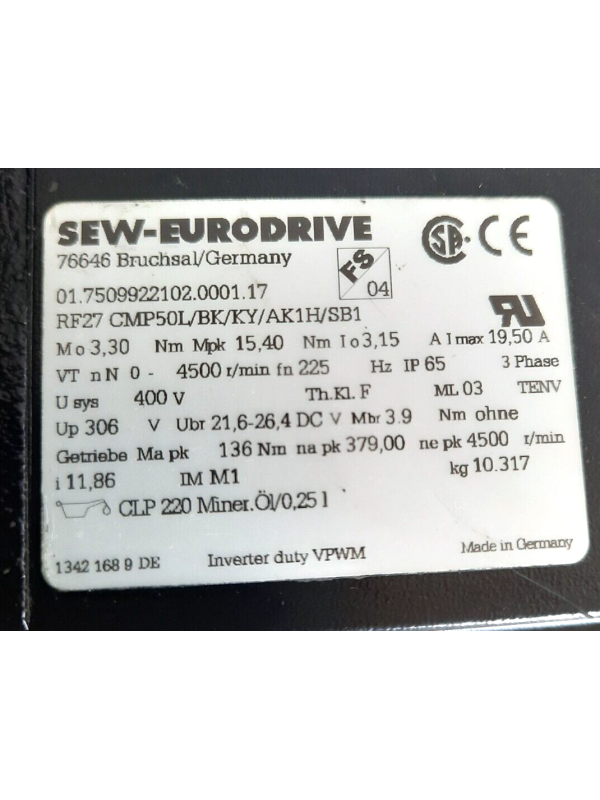 SEW-EURODRIVE
76646 Bruchsal/Germany
FS 04
01.7509922102.0001.17
RF27 CMP50L/BK/KY/AK1H/SB1
Mo 3,30 Nm Mpk 15,40 Nm Io 3,15 A Imax 19,50 A
VT nN 0 - 4500 r/min fn 225 Hz IP 65 3 Phase
U sys 400 V Th.Kl. F ML 03 TENV
Up 306 V Ubr 21,6-26,4 DC V Mbr 3.9 Nm ohne
Getriebe Ma pk 136 Nm na pk 379,00 ne pk 4500 r/min
i 11,86 IM M1 kg 10.317
CLP 220 Miner.Öl/0,25 l
1342 168 9 DE Inverter duty VPWM Made in Germany
SA CE
RU